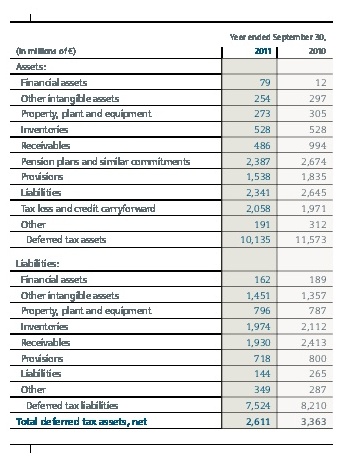 Year ended September 30,
(in millions of €) 2011 2010
Assets:
Financial assets 79 12
Other intangible assets 254 297
Property, plant and equipment 273 305
Inventories 528 528
Receivables 486 994
Pension plans and similar commitments 2,387 2,674
Provisions 1,538 1,835
Liabilities 2,341 2,645
Tax loss and credit carryforward 2,058 1,971
Other 191 312
Deferred tax assets 10,135 11,573
Liabilities:
Financial assets 162 189
Other intangible assets 1,451 1,357
Property, plant and equipment 796 787
Inventories 1,974 2,112
Receivables 1,930 2,413
Provisions 718 800
Liabilities 144 265
Other 349 287
Deferred tax liabilities 7,524 8,210
Total deferred tax assets, net 2,611 3,363